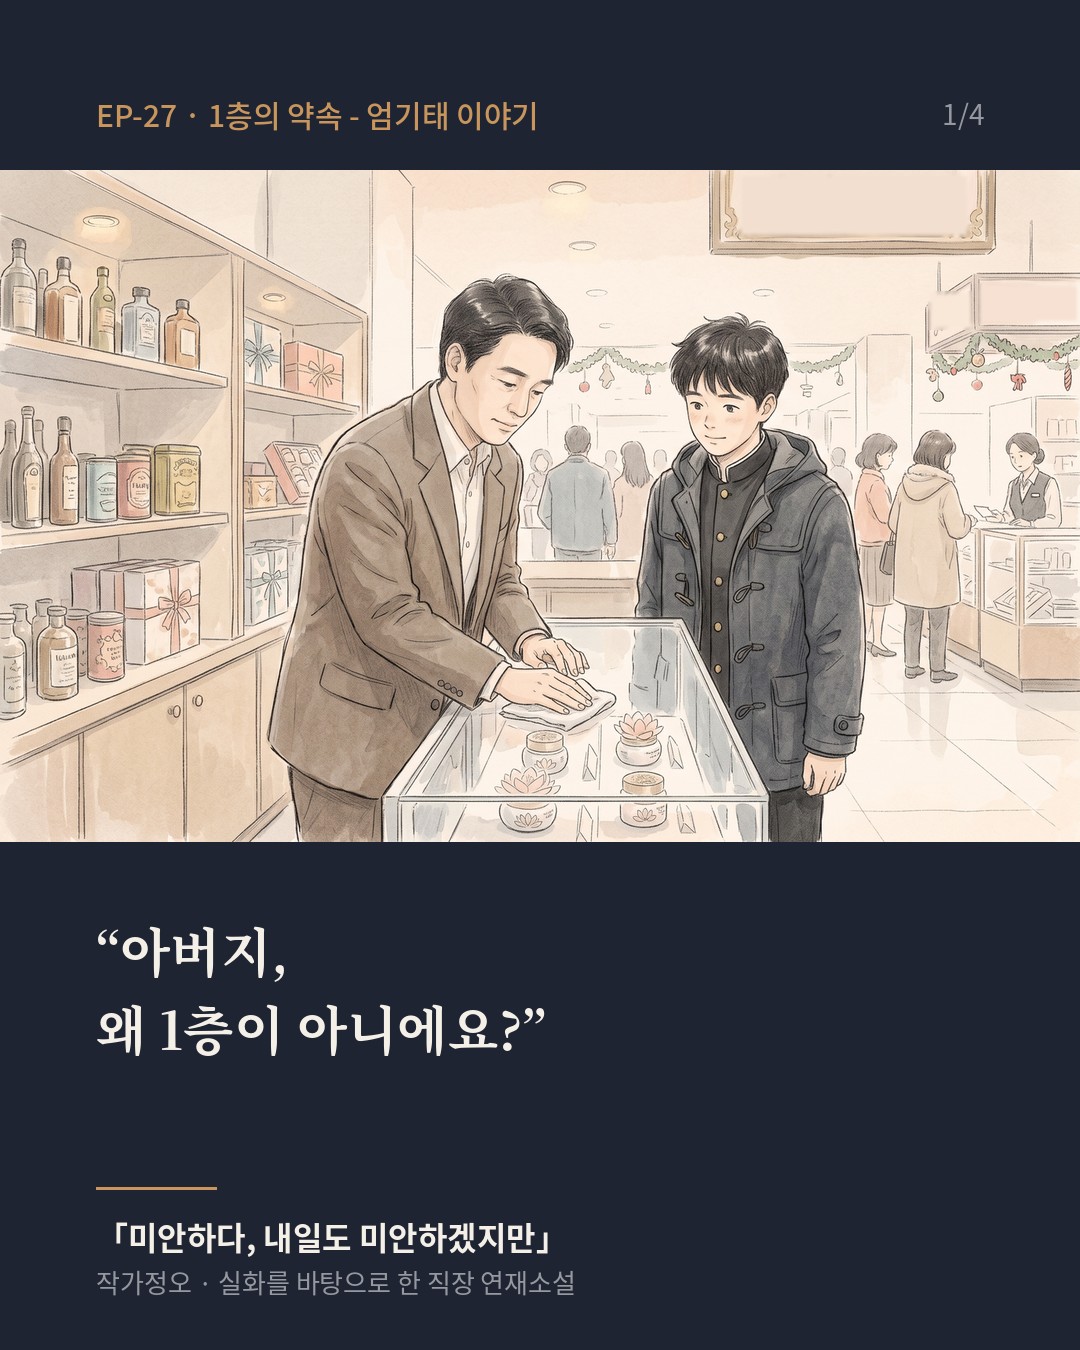 EP-27 · 1층의 약속 - 엄기태 이야기
1/4
“아버지,
왜 1층이 아니에요?”
「미안하다, 내일도 미안하겠지만」
작가정오 · 실화를 바탕으로 한 직장 연재소설